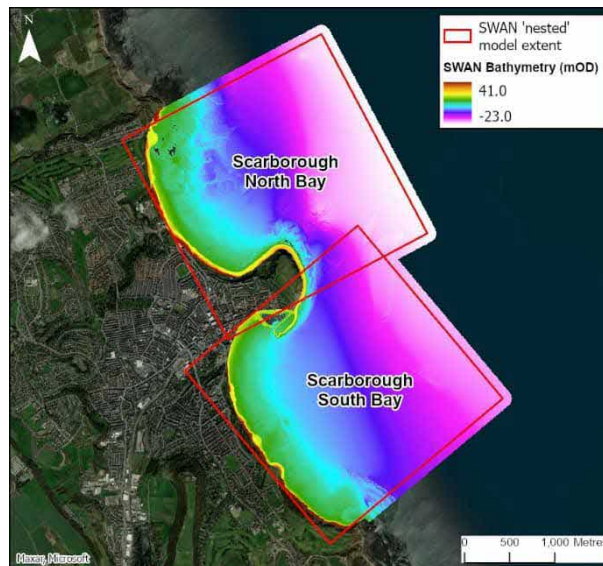 N
SWAN 'nested'
model extent
SWAN Bathymetry (mOD)
41.0
-23.0
Scarborough
North Bay
Scarborough
South Bay
0 500 1,000 Metre
Maxar, Microsoft